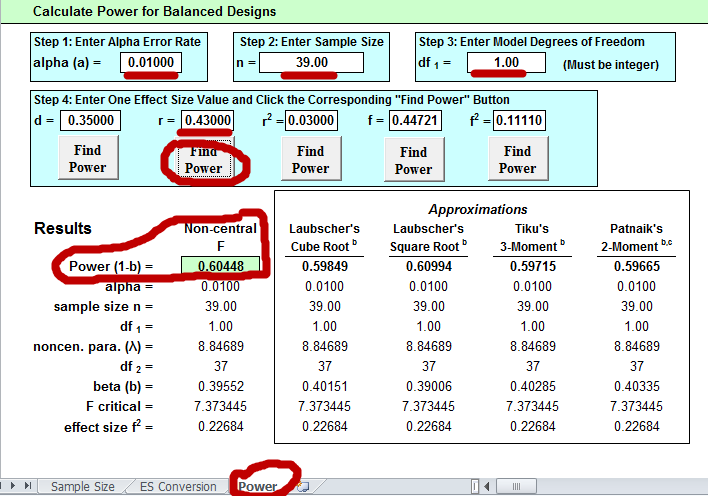 Calculate Power for Balanced Designs
Step 1: Enter Alpha Error Rate
alpha (a) = 0.01000
Step 2: Enter Sample Size
n = 39.00
Step 3: Enter Model Degrees of Freedom
df 1 = 1.00 (Must be integer)
Step 4: Enter One Effect Size Value and Click the Corresponding "Find Power" Button
d = 0.35000 r = 0.43000 r² = 0.03000 f = 0.44721 f² = 0.11110
Find Find Find Find Find
Power Power Power Power Power
Approximations
Results Non-central Laubscher's Laubscher's Tiku's Patnaik's
F Cube Root b Square Root b 3-Moment b 2-Moment b,c
Power (1-b) = 0.60448 0.59849 0.60994 0.59715 0.59665
alpha = 0.0100 0.0100 0.0100 0.0100 0.0100
sample size n = 39.00 39.00 39.00 39.00 39.00
df 1 = 1.00 1.00 1.00 1.00 1.00
noncen. para. (Λ) = 8.84689 8.84689 8.84689 8.84689 8.84689
df 2 = 37 37 37 37 37
beta (b) = 0.39552 0.40151 0.39006 0.40285 0.40335
F critical = 7.373445 7.373445 7.373445 7.373445 7.373445
effect size f² = 0.22684 0.22684 0.22684 0.22684 0.22684
Sample Size ES Conversion Power